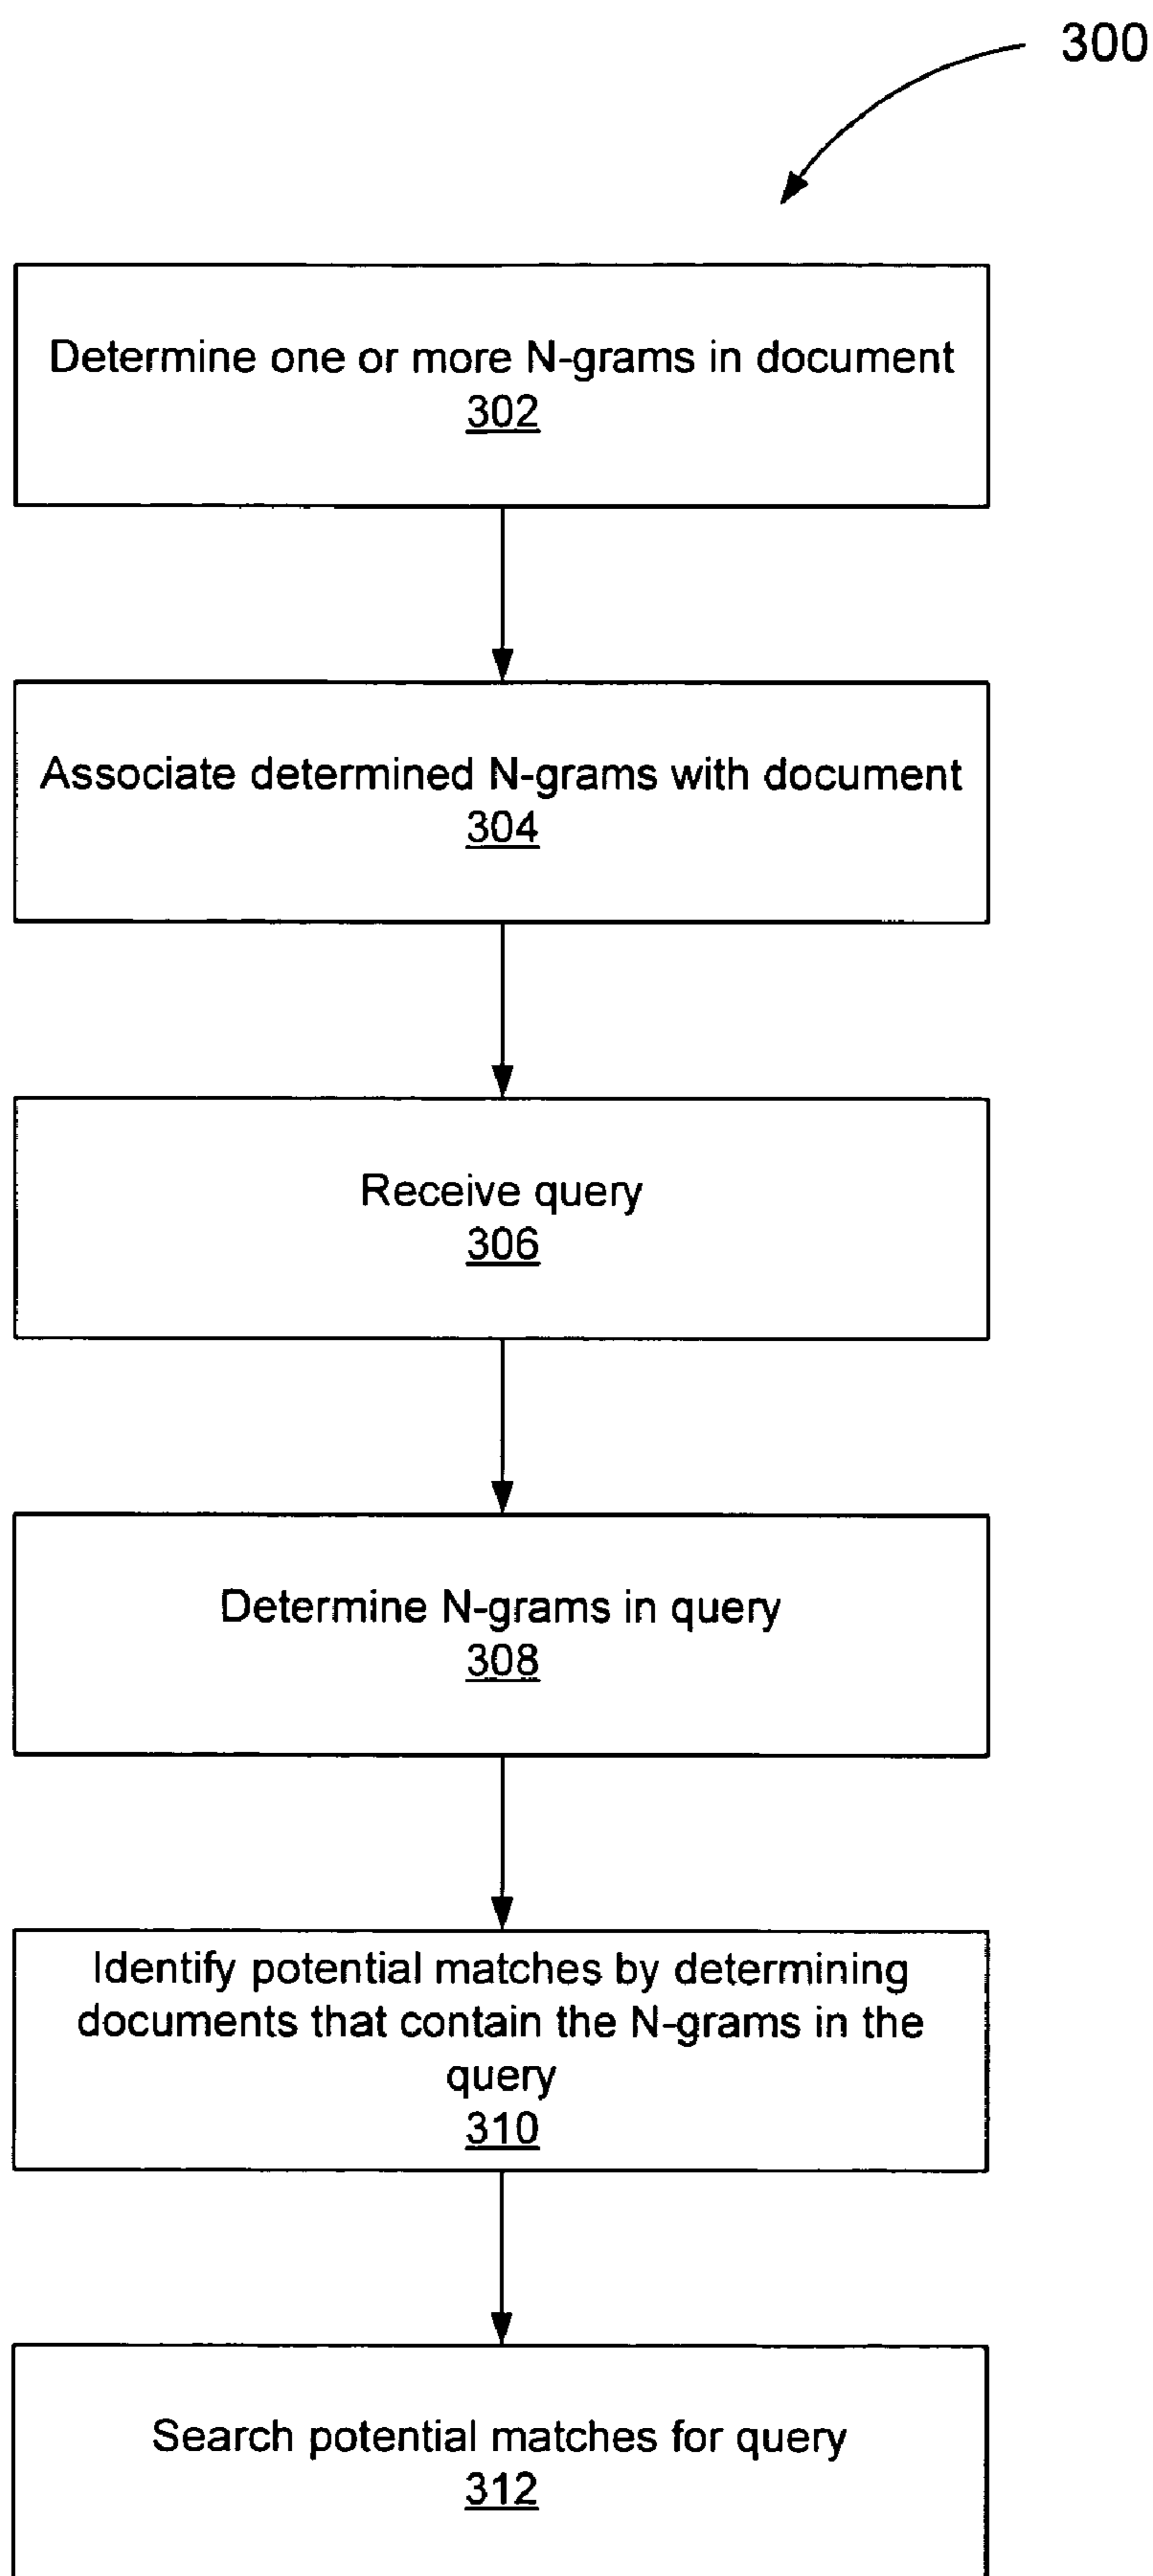 300
Determine one or more N-grams in document
302
Associate determined N-grams with document
304
Receive query
306
Determine N-grams in query
308
Identify potential matches by determining
documents that contain the N-grams in the
query
310
Search potential matches for query
312